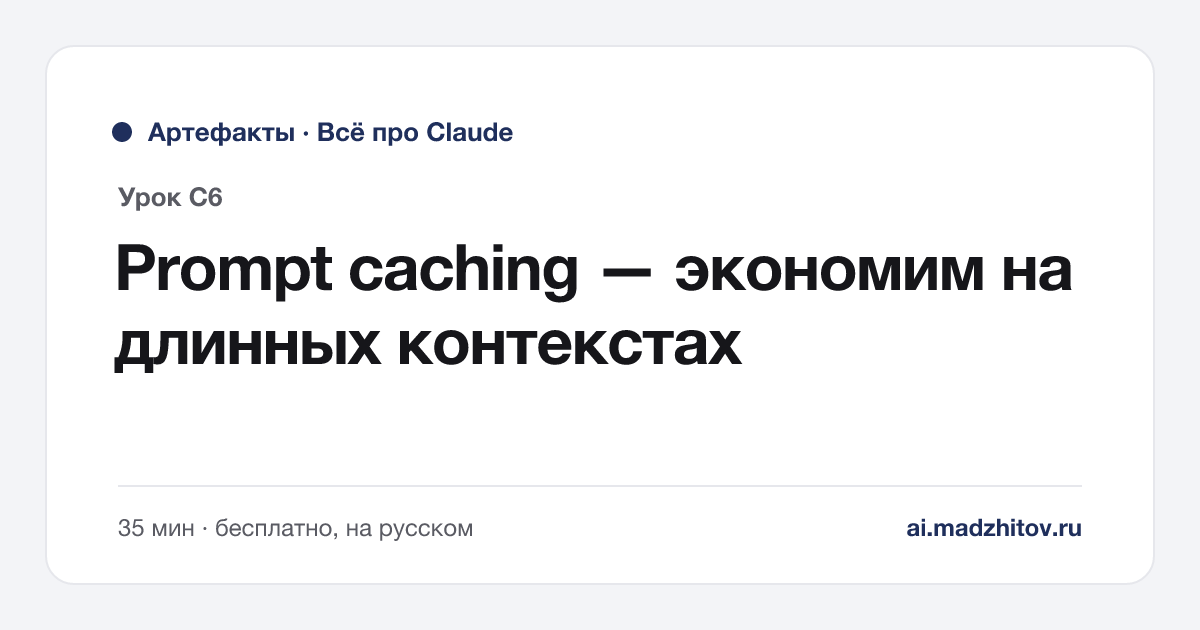 Артефакты · Всё про Claude
Урок C6
Prompt caching — экономим на
длинных контекстах
35 мин · бесплатно, на русском
ai.madzhitov.ru